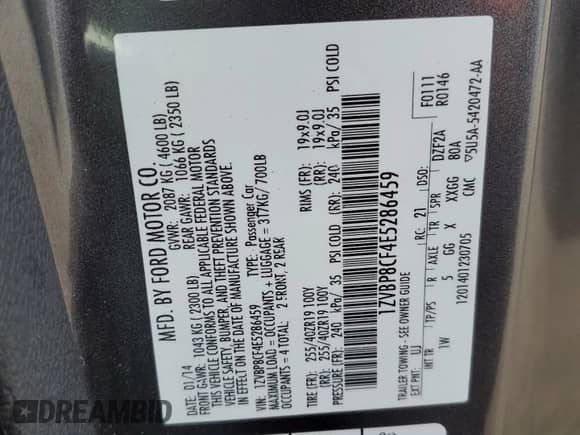 MFD. BY FORD MOTOR CO.
DATE: 01/14 GVWR: 2087 KG ( 4600 LB)
FRONT GAWR: 1043 KG ( 2300 LB) REAR GAWR: 1066 KG ( 2350 LB)
THIS VEHICLE CONFORMS TO ALL APPLICABLE FEDERAL MOTOR
VEHICLE SAFETY, BUMPER, AND THEFT PREVENTION STANDARDS
IN EFFECT ON THE DATE OF MANUFACTURE SHOWN ABOVE.
VIN: 1ZVBP8CF4E5286459 TYPE: Passenger Car
MAXIMUM LOAD = OCCUPANTS + LUGGAGE = 317KG/ 700LB
OCCUPANTS = 4 TOTAL: 2 FRONT, 2 REAR
TIRE (FR): 255/40ZR19 100Y RIMS (FR): 19x9.0J
TIRE (RR): 255/40ZR19 100Y (RR): 19x9.0J
PRESSURE (FR): 240 kPa/ 35 PSI COLD (RR): 240 kPa/ 35 PSI COLD
1ZVBP8CF4E5286459
TRAILER TOWING - SEE OWNER GUIDE
F0111
R0146
EXT PNT: UJ RC: 21 DSO:
INT TR TP/PS R AXLE TR SPR DZF2A
1W 5 GG X XXGG 80A
1201401230705 CMC ▽5U5A-5420472-AA
DREAMBID